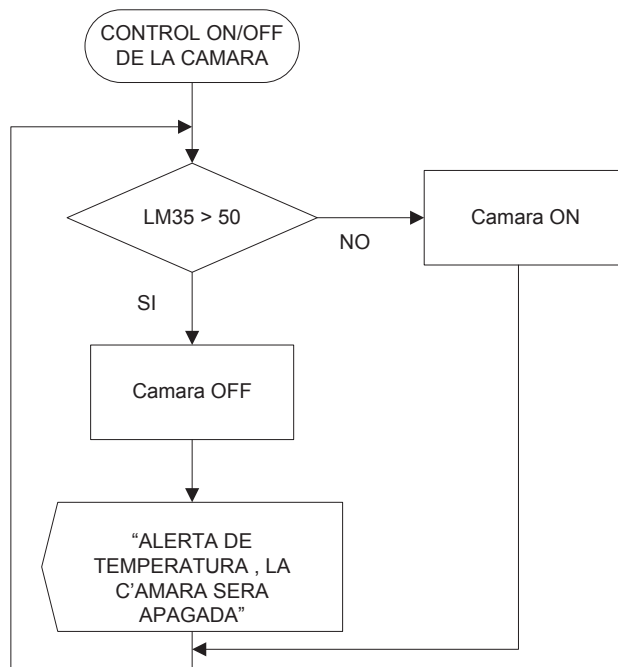 CONTROL ON/OFF
DE LA CAMARA
LM35 > 50
NO
Camara ON
SI
Camara OFF
“ALERTA DE
TEMPERATURA , LA
C’AMARA SERA
APAGADA”